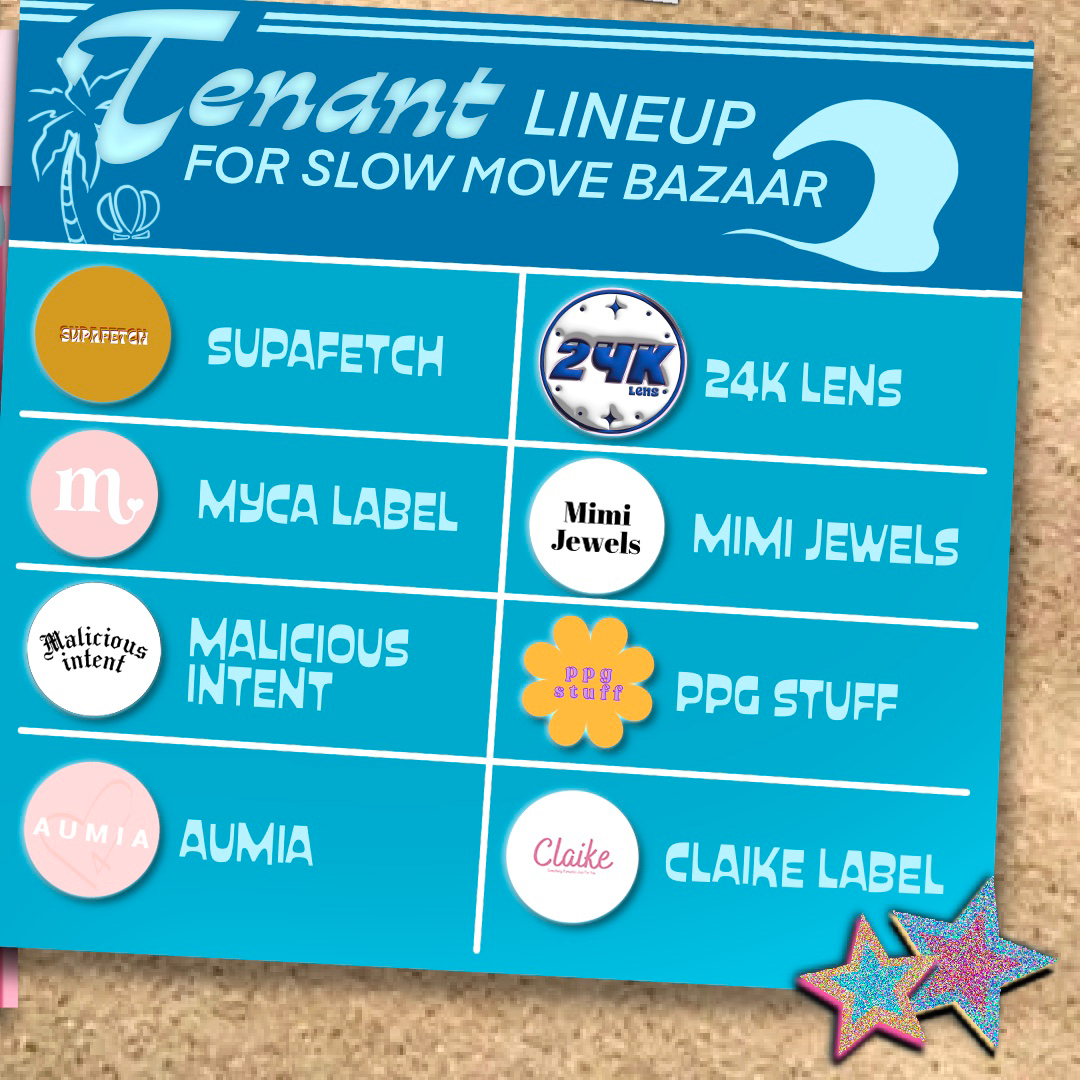 Tenant LINEUP
FOR SLOW MOVE BAZAAR
SUPAFETCH
SUPAFETCH
24K
LENS
24K LENS
m
MYCA LABEL
Mimi
Jewels
MIMI JEWELS
Malicious
intent
MALICIOUS
INTENT
ppg
stuff
PPG STUFF
AUMIA
AUMIA
Claike
CLAIKE LABEL